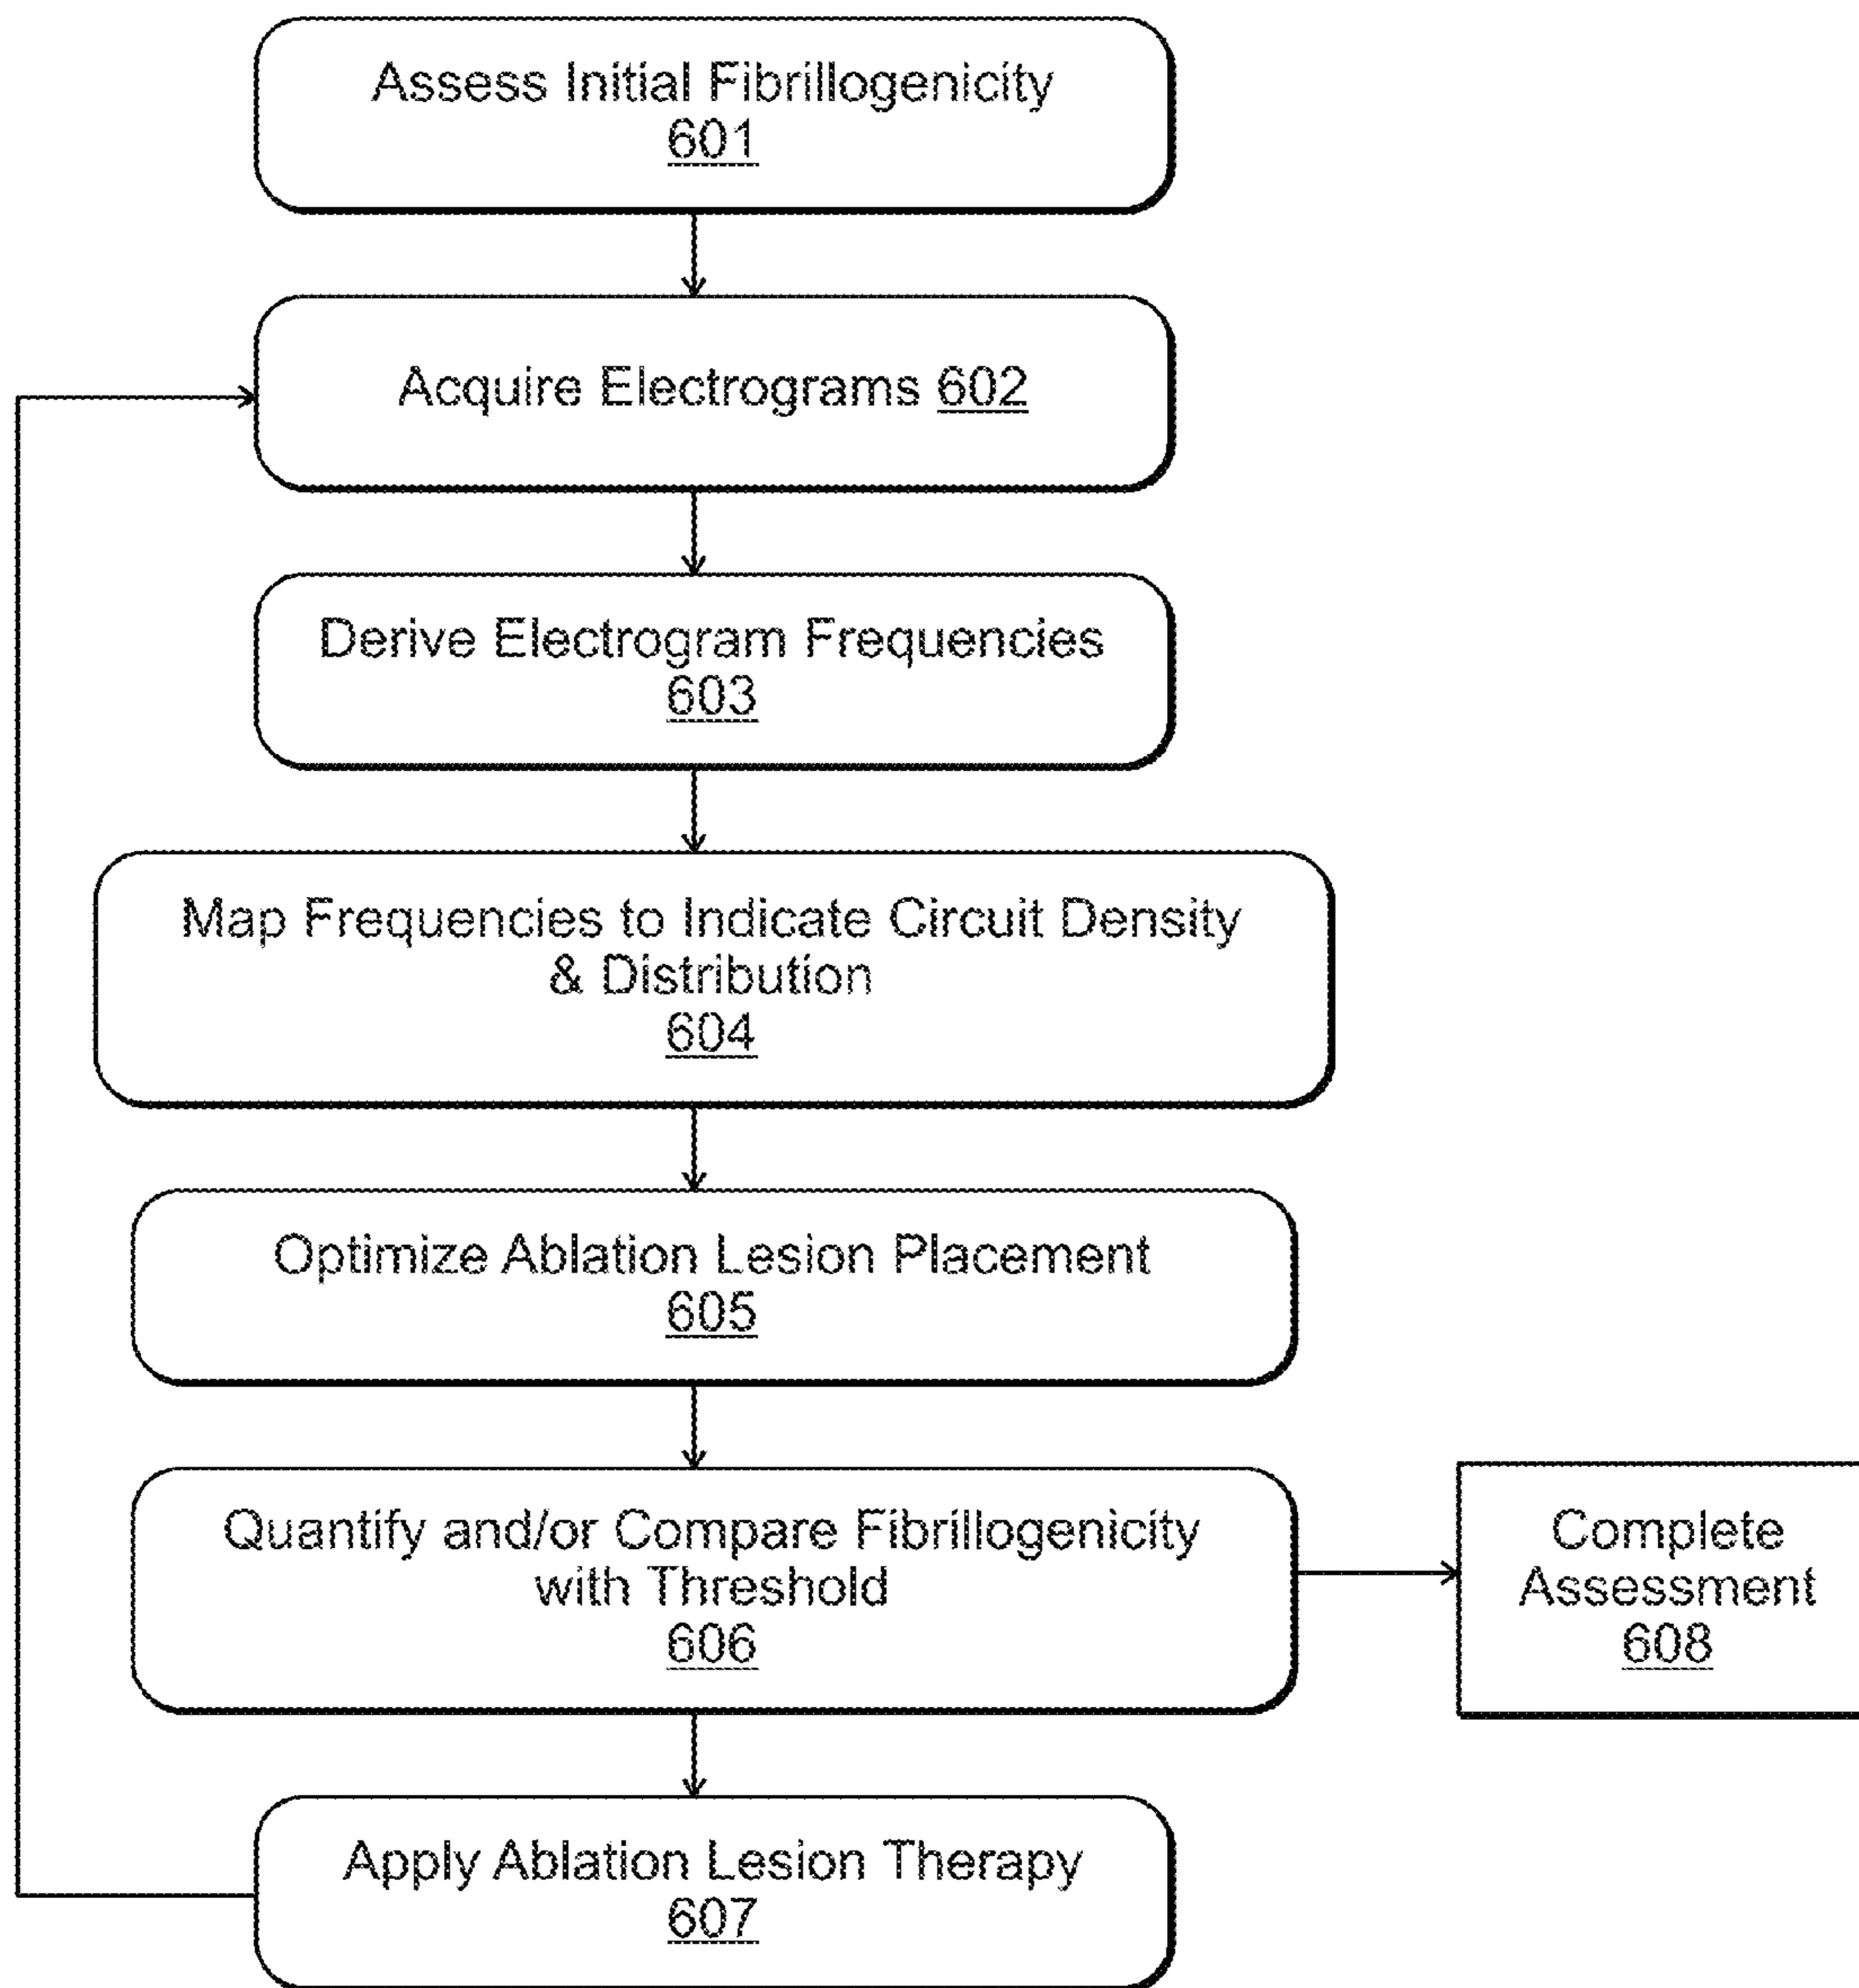 Assess Initial Fibrillogenicity
601
Acquire Electrograms 602
Derive Electrogram Frequencies
603
Map Frequencies to Indicate Circuit Density
& Distribution
604
Optimize Ablation Lesion Placement
605
Quantify and/or Compare Fibrillogenicity
with Threshold
606
Complete
Assessment
608
Apply Ablation Lesion Therapy
607